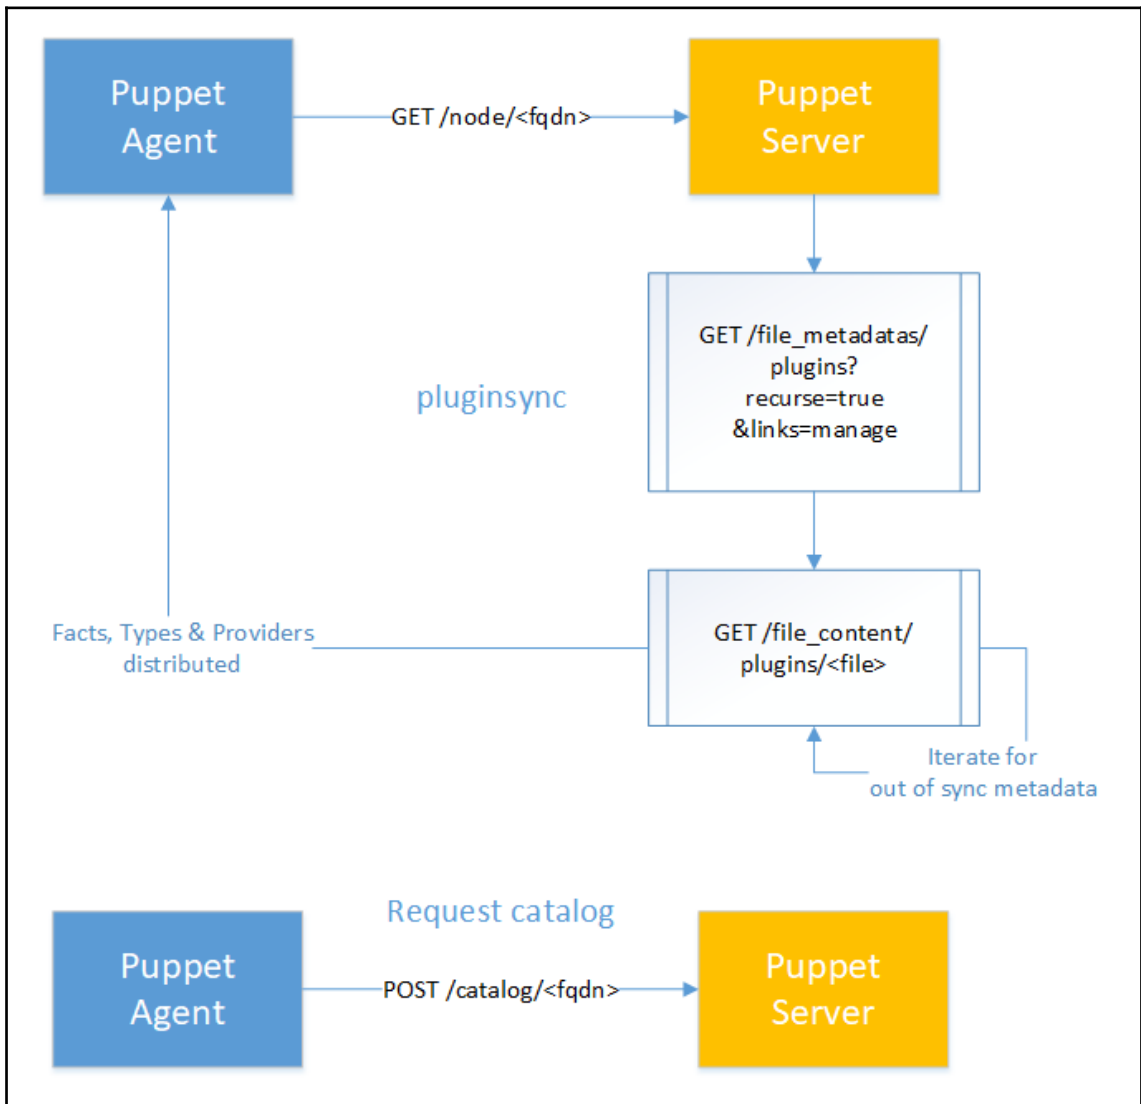 Puppet
Agent
GET /node/<fqdn>
Puppet
Server
GET /file_metadatas/
plugins?
recurse=true
&links=manage
pluginsync
Facts, Types & Providers
distributed
GET /file_content/
plugins/<file>
Iterate for
out of sync metadata
Request catalog
Puppet
Agent
POST /catalog/<fqdn>
Puppet
Server